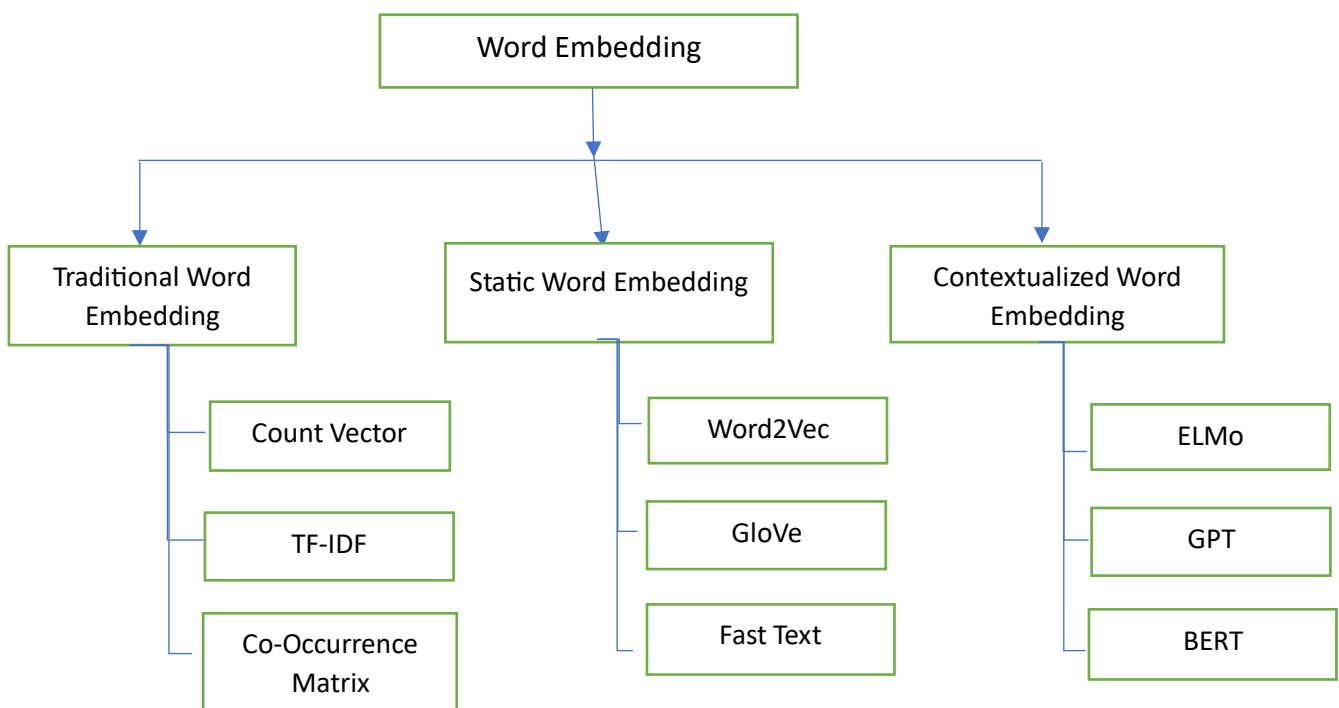 Word Embedding
Traditional Word
Embedding
Static Word Embedding
Contextualized Word
Embedding
Count Vector
TF-IDF
Co-Occurrence
Matrix
Word2Vec
GloVe
Fast Text
ELMo
GPT
BERT